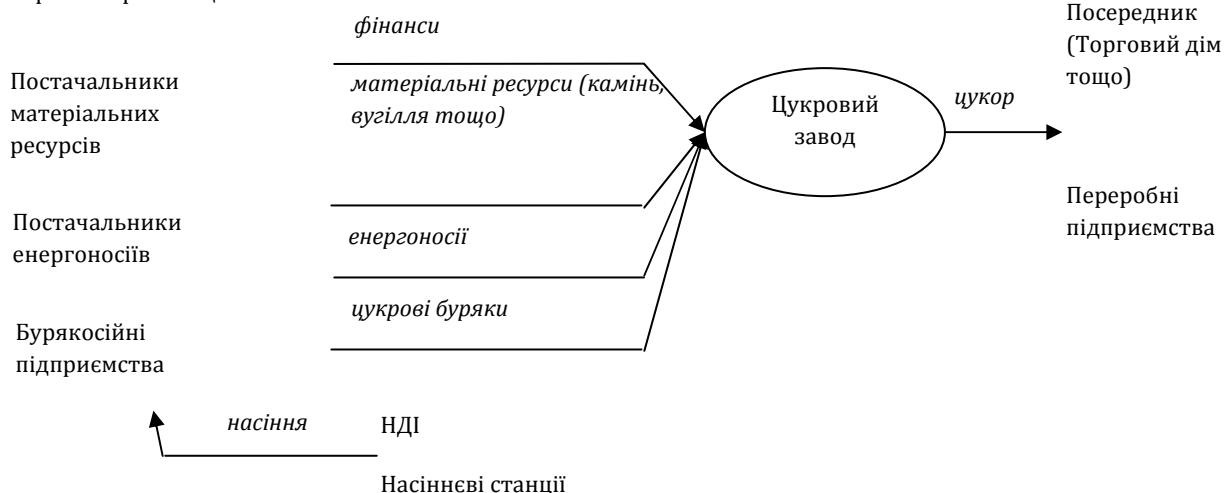 фінанси
Посередник
(Торговий дім
тощо)
Постачальники
матеріальних
ресурсів
матеріальні ресурси (камінь,
вугілля тощо)
Цукровий
завод
цукор
Переробні
підприємства
Постачальники
енергоносіїв
енергоносії
цукрові буряки
Бурякосійні
підприємства
насіння
НДІ
Насіннєві станції